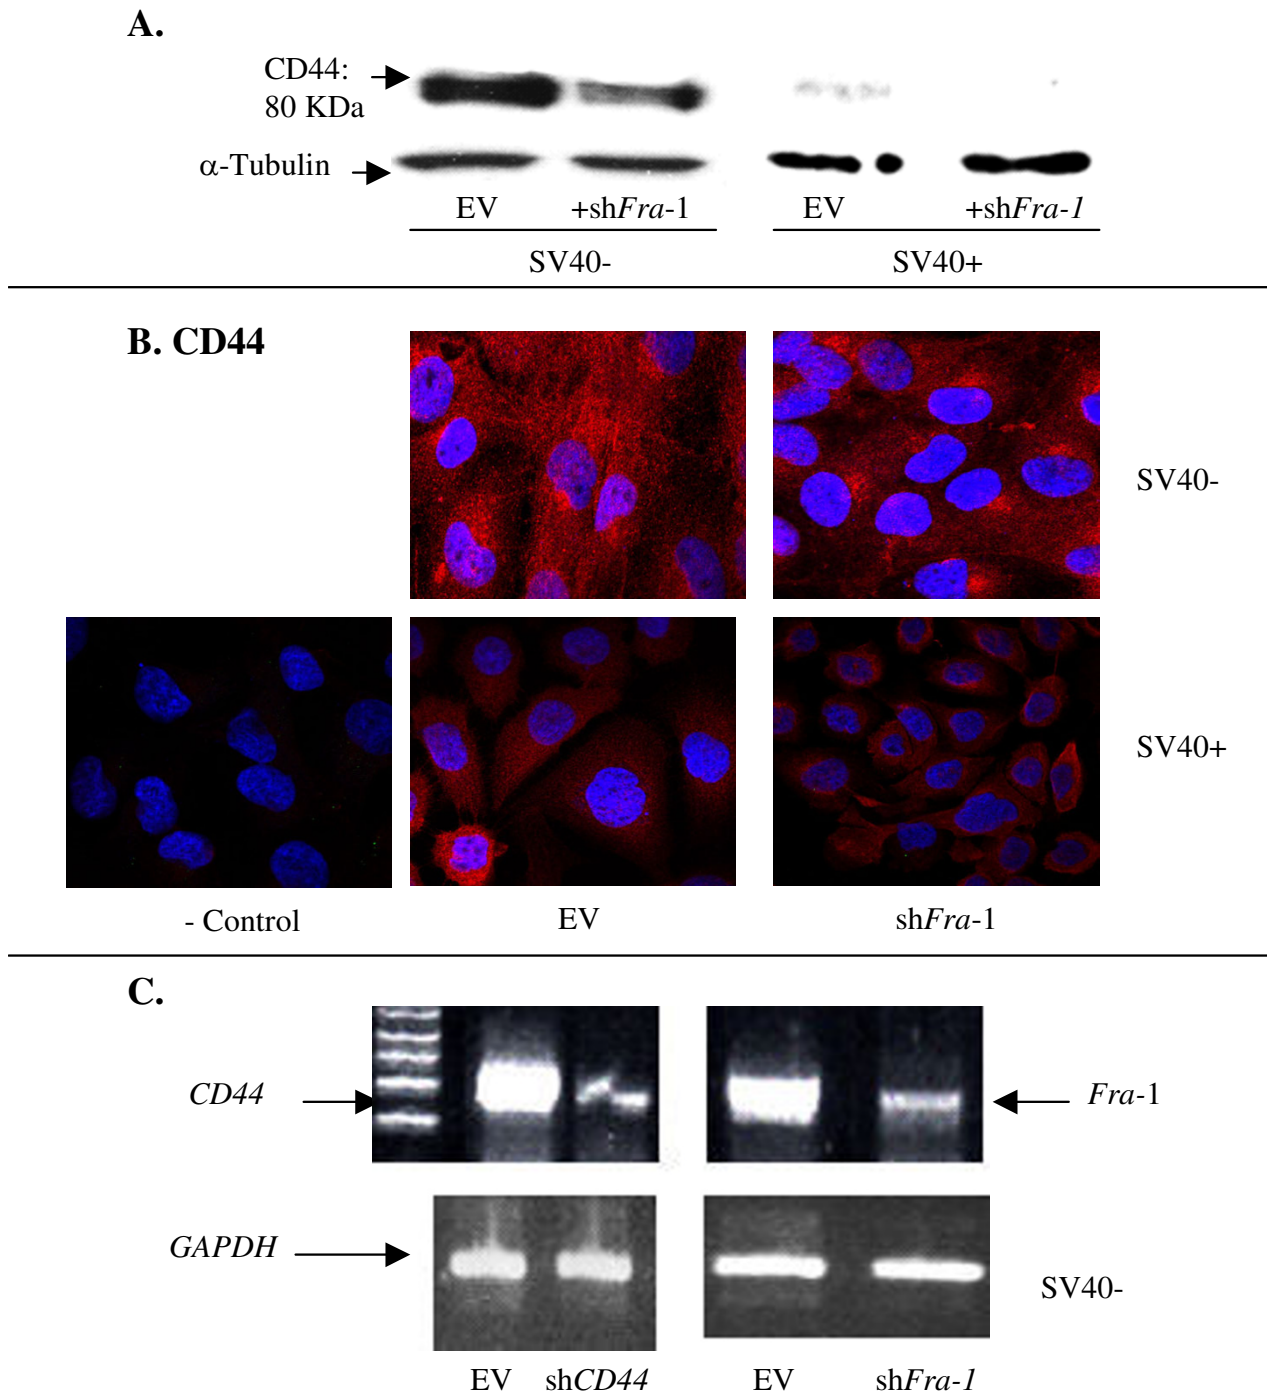 A.
CD44:
80 KDa
α-Tubulin
EV +shFra-1 EV +shFra-1
SV40- SV40+
B. CD44
SV40-
SV40+
- Control EV shFra-1
C.
CD44 Fra-1
GAPDH
SV40-
EV shCD44 EV shFra-1